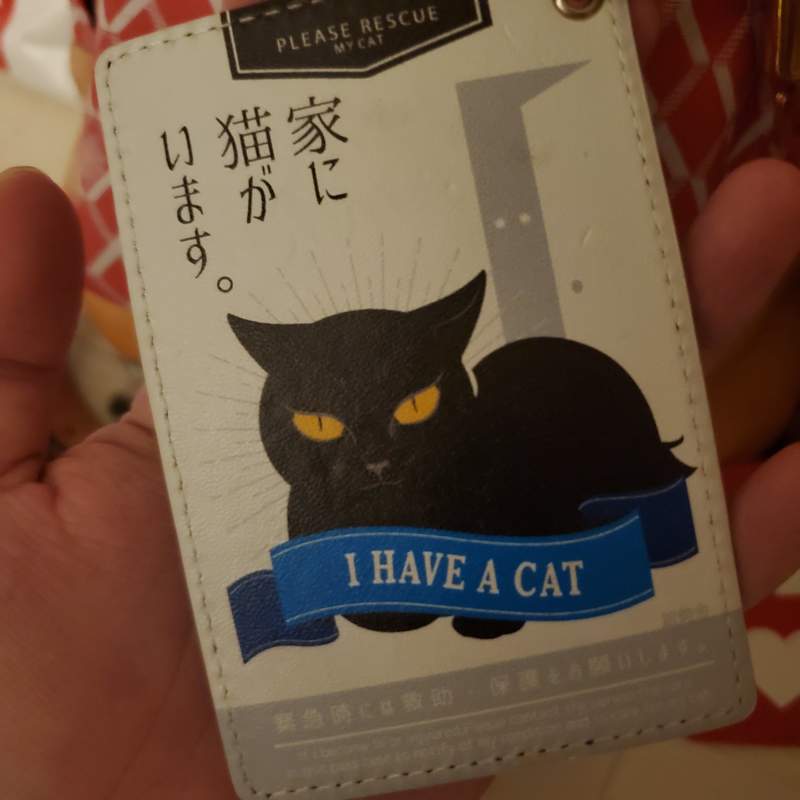 PLEASE RESCUE
MY CAT
家に
猫が
います。
I HAVE A CAT
緊急時には救助・保護をお願いします。